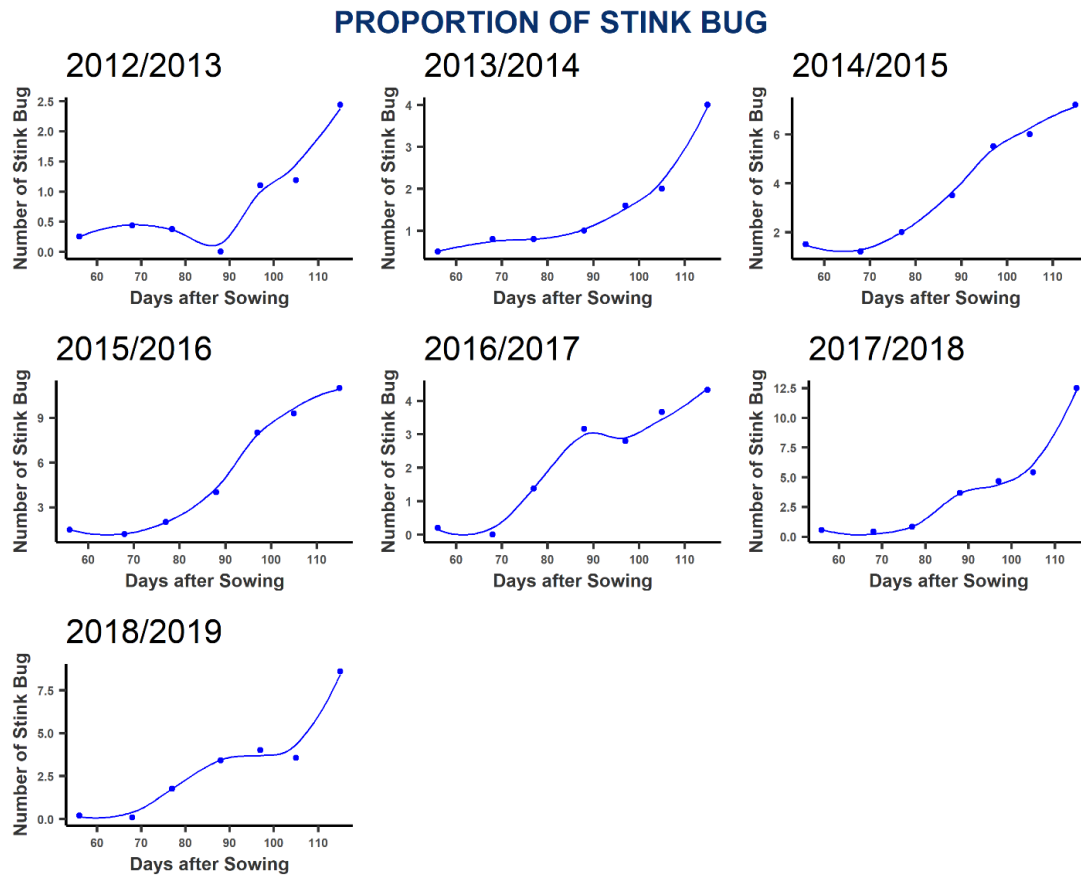 PROPORTION OF STINK BUG
2012/2013
Number of Stink Bug
2.5
2.0
1.5
1.0
0.5
0.0
60 70 80 90 100 110
Days after Sowing
2013/2014
Number of Stink Bug
4
3
2
1
60 70 80 90 100 110
Days after Sowing
2014/2015
Number of Stink Bug
6
4
2
60 70 80 90 100 110
Days after Sowing
2015/2016
Number of Stink Bug
9
6
3
60 70 80 90 100 110
Days after Sowing
2016/2017
Number of Stink Bug
4
3
2
1
0
60 70 80 90 100 110
Days after Sowing
2017/2018
Number of Stink Bug
12.5
10.0
7.5
5.0
2.5
0.0
60 70 80 90 100 110
Days after Sowing
2018/2019
Number of Stink Bug
7.5
5.0
2.5
0.0
60 70 80 90 100 110
Days after Sowing